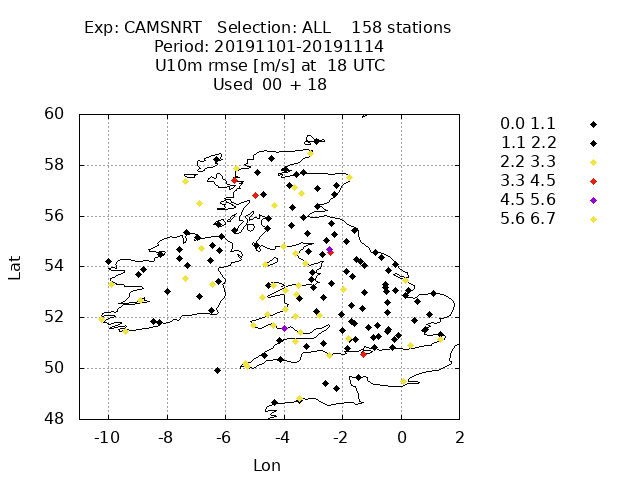 Exp: CAMSNRT Selection: ALL 158 stations
Period: 20191101-20191114
U10m rmse [m/s] at 18 UTC
Used 00 + 18
60
58
56
54
52
50
48
Lat
-10 -8 -6 -4 -2 0 2
Lon
0.0 1.1
1.1 2.2
2.2 3.3
3.3 4.5
4.5 5.6
5.6 6.7